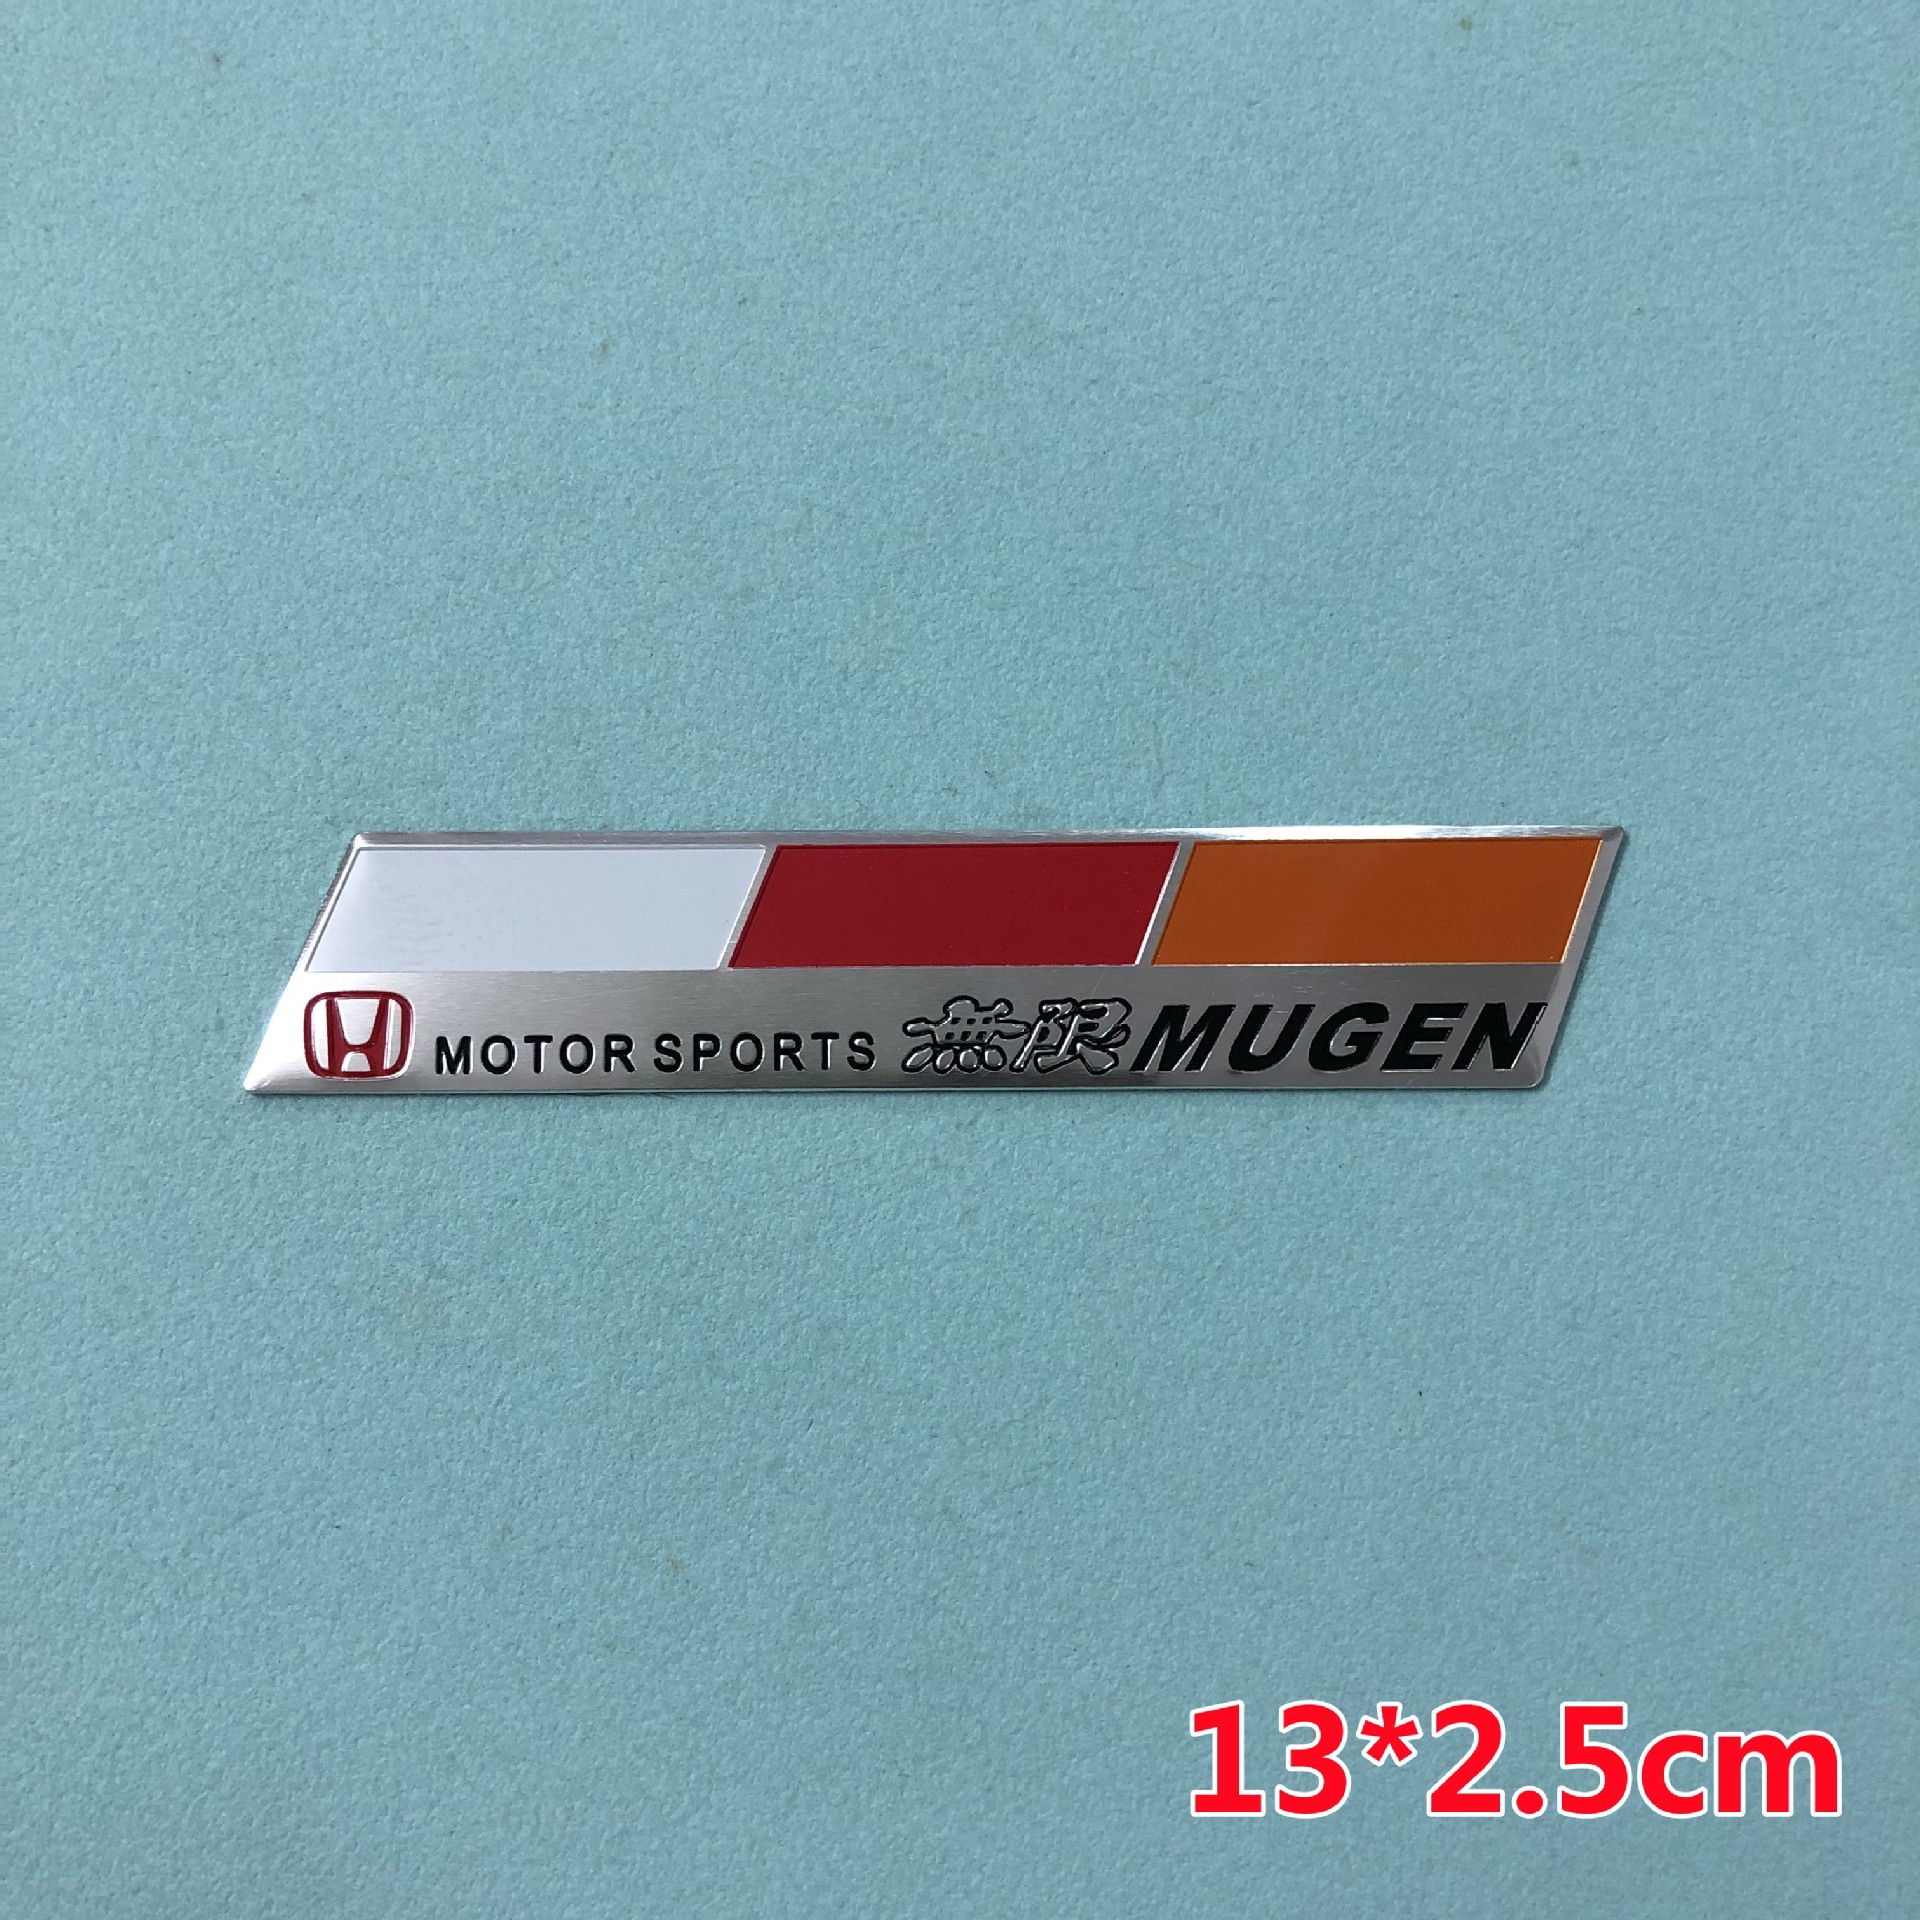 MOTOR SPORTS 無限 MUGEN
13*2.5cm